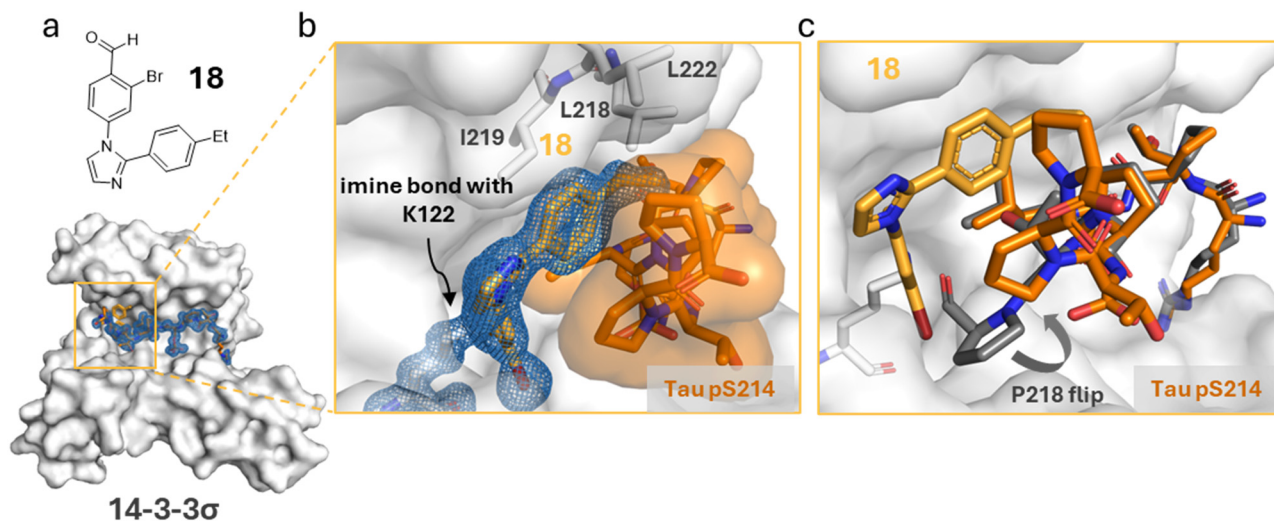 a
O
H
Br
18
N
N
Et
14-3-3σ
b
L222
L218
I219
18
imine bond with
K122
Tau pS214
c
18
P218 flip
Tau pS214